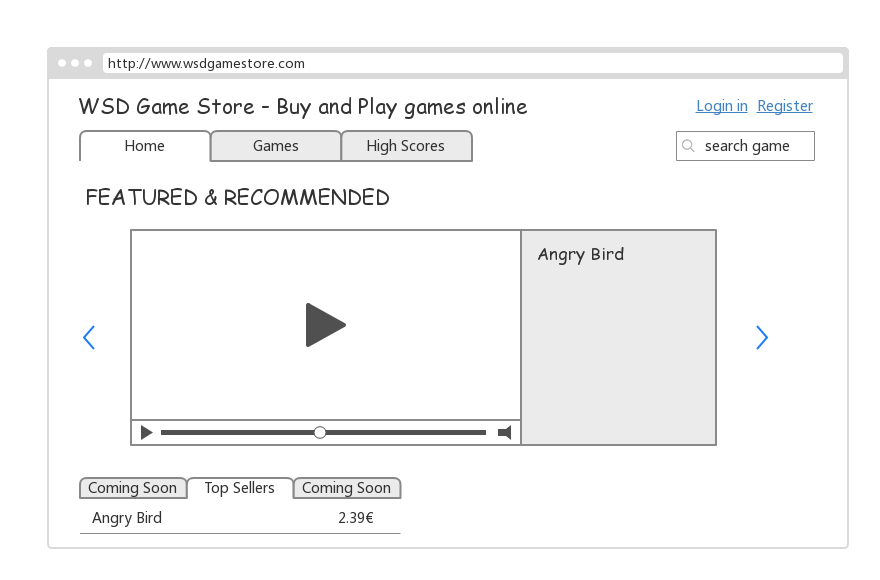 http://www.wsdgamestore.com
WSD Game Store - Buy and Play games online
Login in Register
Home Games High Scores
search game
FEATURED & RECOMMENDED
Angry Bird
Coming Soon Top Sellers Coming Soon
Angry Bird 2.39€